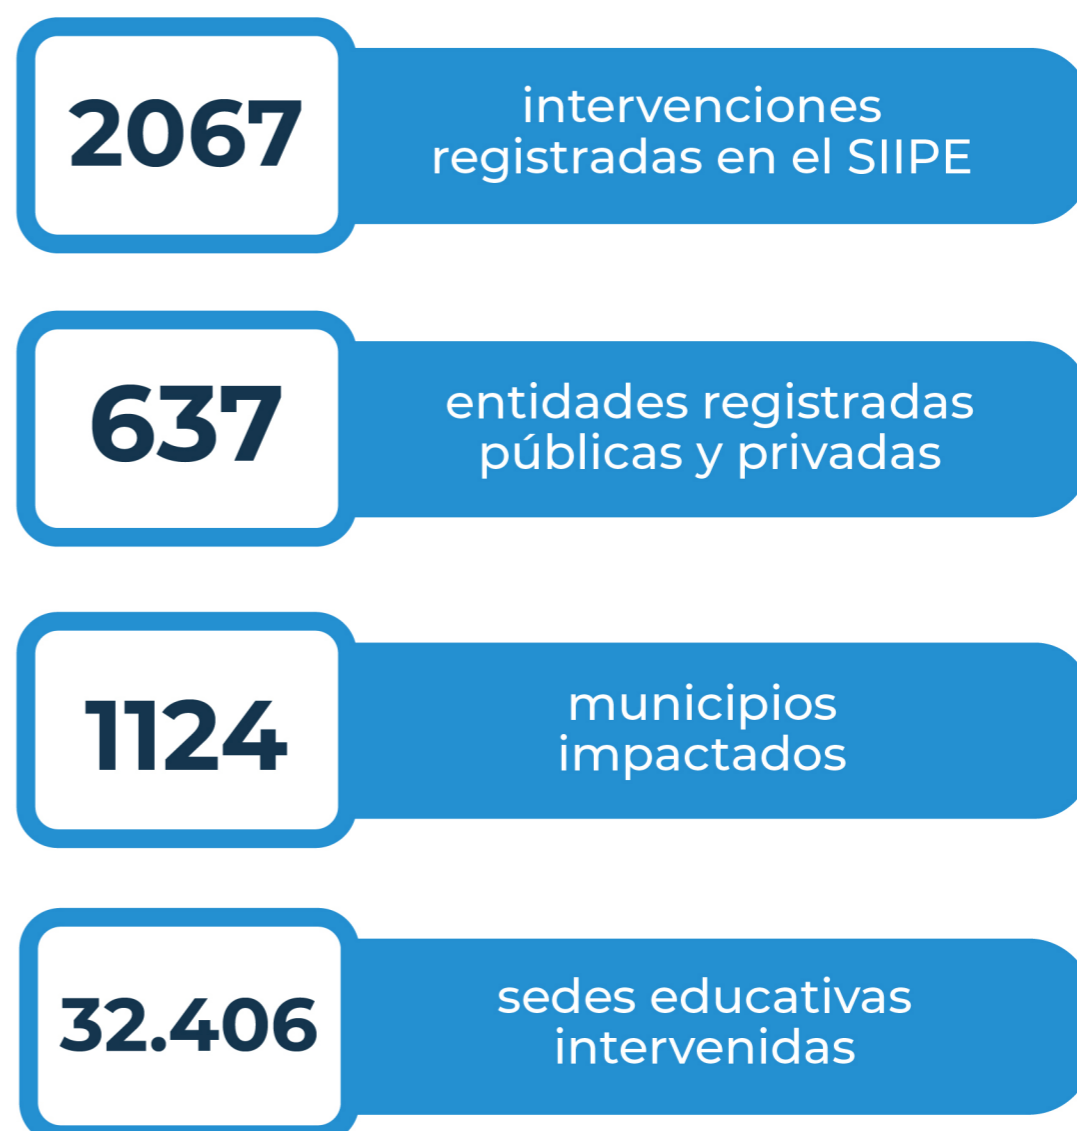 2067
intervenciones
registradas en el SIIPE
637
entidades registradas
públicas y privadas
1124
municipios
impactados
32.406
sedes educativas
intervenidas